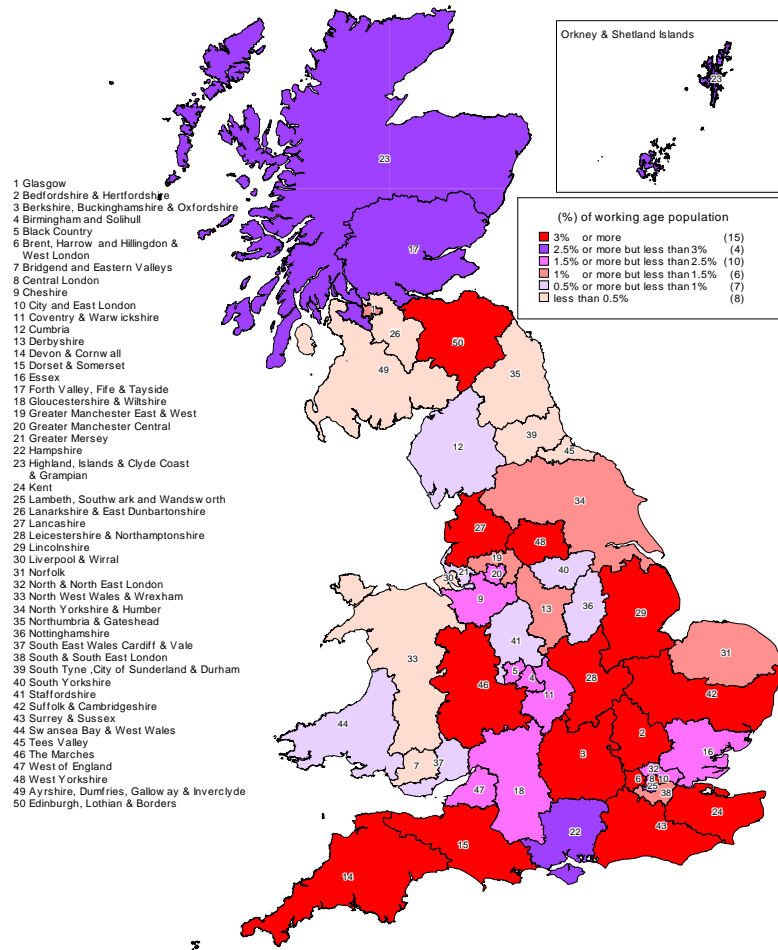 Orkney & Shetland Islands
23
23
1 Glasgow
2 Bedfordshire & Hertfordshire
3 Berkshire, Buckinghamshire & Oxfordshire
4 Birmingham and Solihull
5 Black Country
6 Brent, Harrow and Hillingdon &
West London
7 Bridgend and Eastern Valleys
8 Central London
9 Cheshire
10 City and East London
11 Coventry & Warwickshire
12 Cumbria
13 Derbyshire
14 Devon & Cornwall
15 Dorset & Somerset
16 Essex
17 Forth Valley, Fife & Tayside
18 Gloucestershire & Wiltshire
19 Greater Manchester East & West
20 Greater Manchester Central
21 Greater Mersey
22 Hampshire
23 Highland, Islands & Clyde Coast
& Grampian
24 Kent
25 Lambeth, Southwark and Wandsworth
26 Lanarkshire & East Dunbartonshire
27 Lancashire
28 Leicestershire & Northamptonshire
29 Lincolnshire
30 Liverpool & Wirral
31 Norfolk
32 North & North East London
33 North West Wales & Wrexham
34 North Yorkshire & Humber
35 Northumbria & Gateshead
36 Nottinghamshire
37 South East Wales Cardiff & Vale
38 South & South East London
39 South Tyne ,City of Sunderland & Durham
40 South Yorkshire
41 Staffordshire
42 Suffolk & Cambridgeshire
43 Surrey & Sussex
44 Swansea Bay & West Wales
45 Tees Valley
46 The Marches
47 West of England
48 West Yorkshire
49 Ayrshire, Dumfries, Galloway & Inverclyde
50 Edinburgh, Lothian & Borders
(%) of working age population
3% or more (15)
2.5% or more but less than 3% (4)
1.5% or more but less than 2.5% (10)
1% or more but less than 1.5% (6)
0.5% or more but less than 1% (7)
less than 0.5% (8)
17
26
50
49
35
39
45
12
34
27
48
19
20
21
30
40
9
13
36
29
41
31
33
5
4
46
11
28
42
44
2
3
16
7
37
32
6
8
10
25
38
47
18
24
22
43
15
14